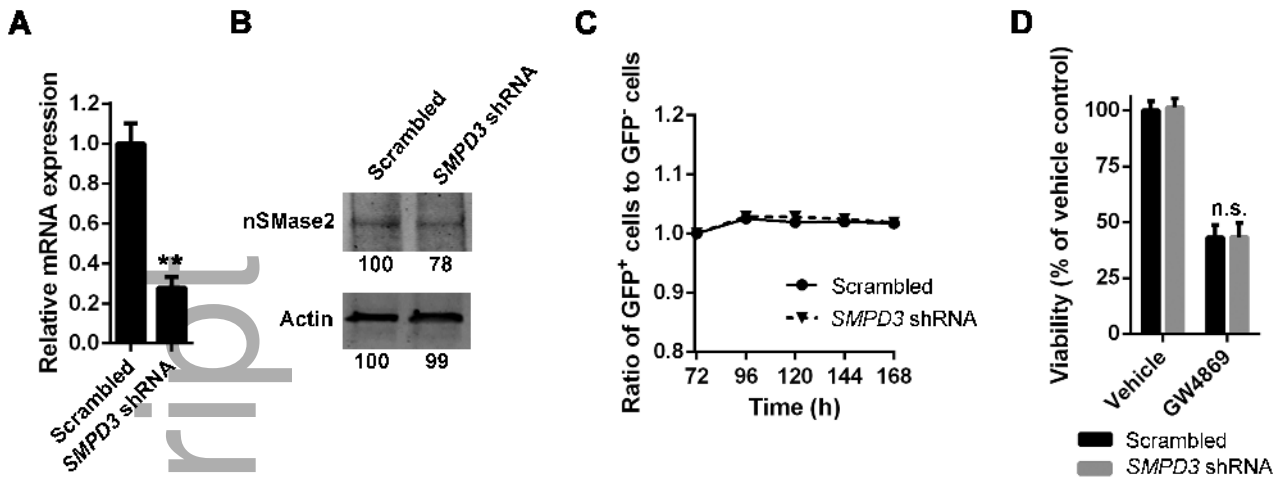 A
Relative mRNA expression
1.2
1.0
0.8
0.6
0.4
0.2
0.0
**
Scrambled
SMPD3 shRNA
ript
B
Scrambled
SMPD3 shRNA
nSMase2
100 78
Actin
100 99
C
Ratio of GFP⁺ cells to GFP⁻ cells
1.2
1.1
1.0
0.9
0.8
72 96 120 144 168
Time (h)
Scrambled
SMPD3 shRNA
D
Viability (% of vehicle control)
100
75
50
25
0
n.s.
Vehicle
GW4869
Scrambled
SMPD3 shRNA